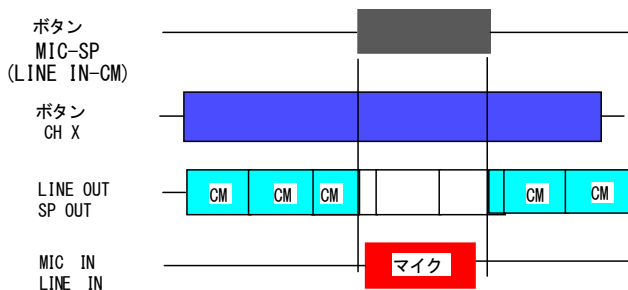 ボタン
MIC-SP
(LINE IN-CM)
ボタン
CH X
LINE OUT
SP OUT
CM CM CM CM CM
MIC IN
LINE IN
マイク